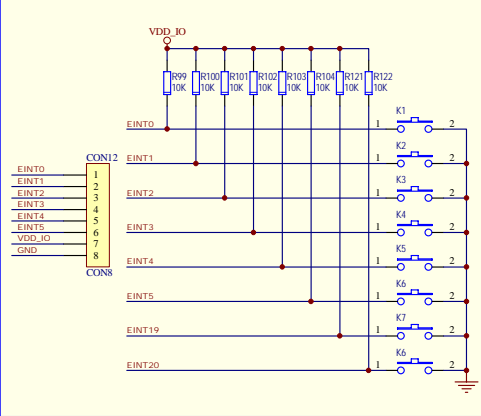 VDD_IO
R99 R100 R101 R102 R103 R104 R121 R122
10K 10K 10K 10K 10K 10K 10K 10K
K1
EINT0 1 2
K2
CON12 EINT1 1 2
EINT0 1
K3
EINT1 2
EINT2 3 EINT2 1 2
EINT3 4
K4
EINT4 5
EINT5 6 EINT3 1 2
VDD_IO 7
K5
GND 8
EINT4 1 2
CON8
K6
EINT5 1 2
K7
EINT19 1 2
K6
EINT20 1 2